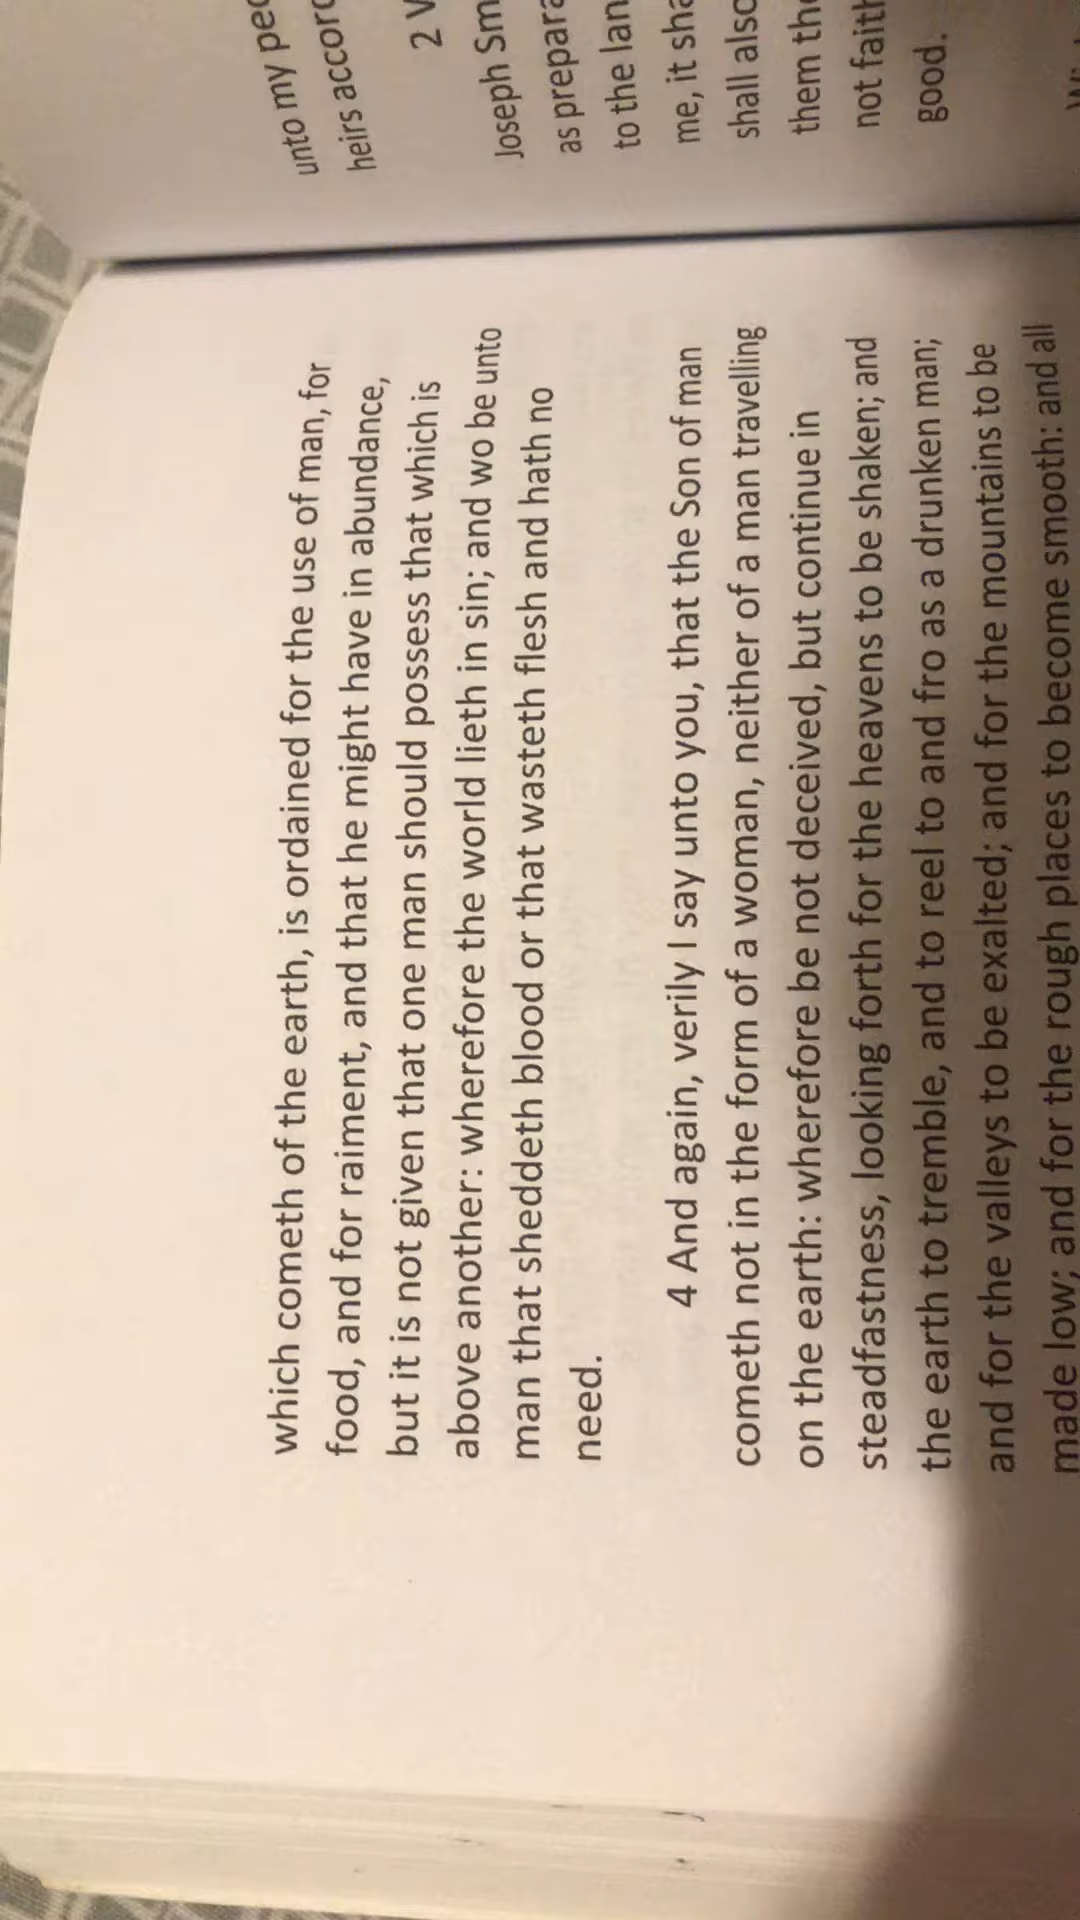 which cometh of the earth, is ordained for the use of man, for
food, and for raiment, and that he might have in abundance,
but it is not given that one man should possess that which is
above another: wherefore the world lieth in sin; and wo be unto
man that sheddeth blood or that wasteth flesh and hath no
need.
4 And again, verily I say unto you, that the Son of man
cometh not in the form of a woman, neither of a man travelling
on the earth: wherefore be not deceived, but continue in
steadfastness, looking forth for the heavens to be shaken; and
the earth to tremble, and to reel to and fro as a drunken man;
and for the valleys to be exalted; and for the mountains to be
made low; and for the rough places to become smooth: and all
unto my
heirs
2
Joseph
as
to the
me, it
shall also
them
not
good.